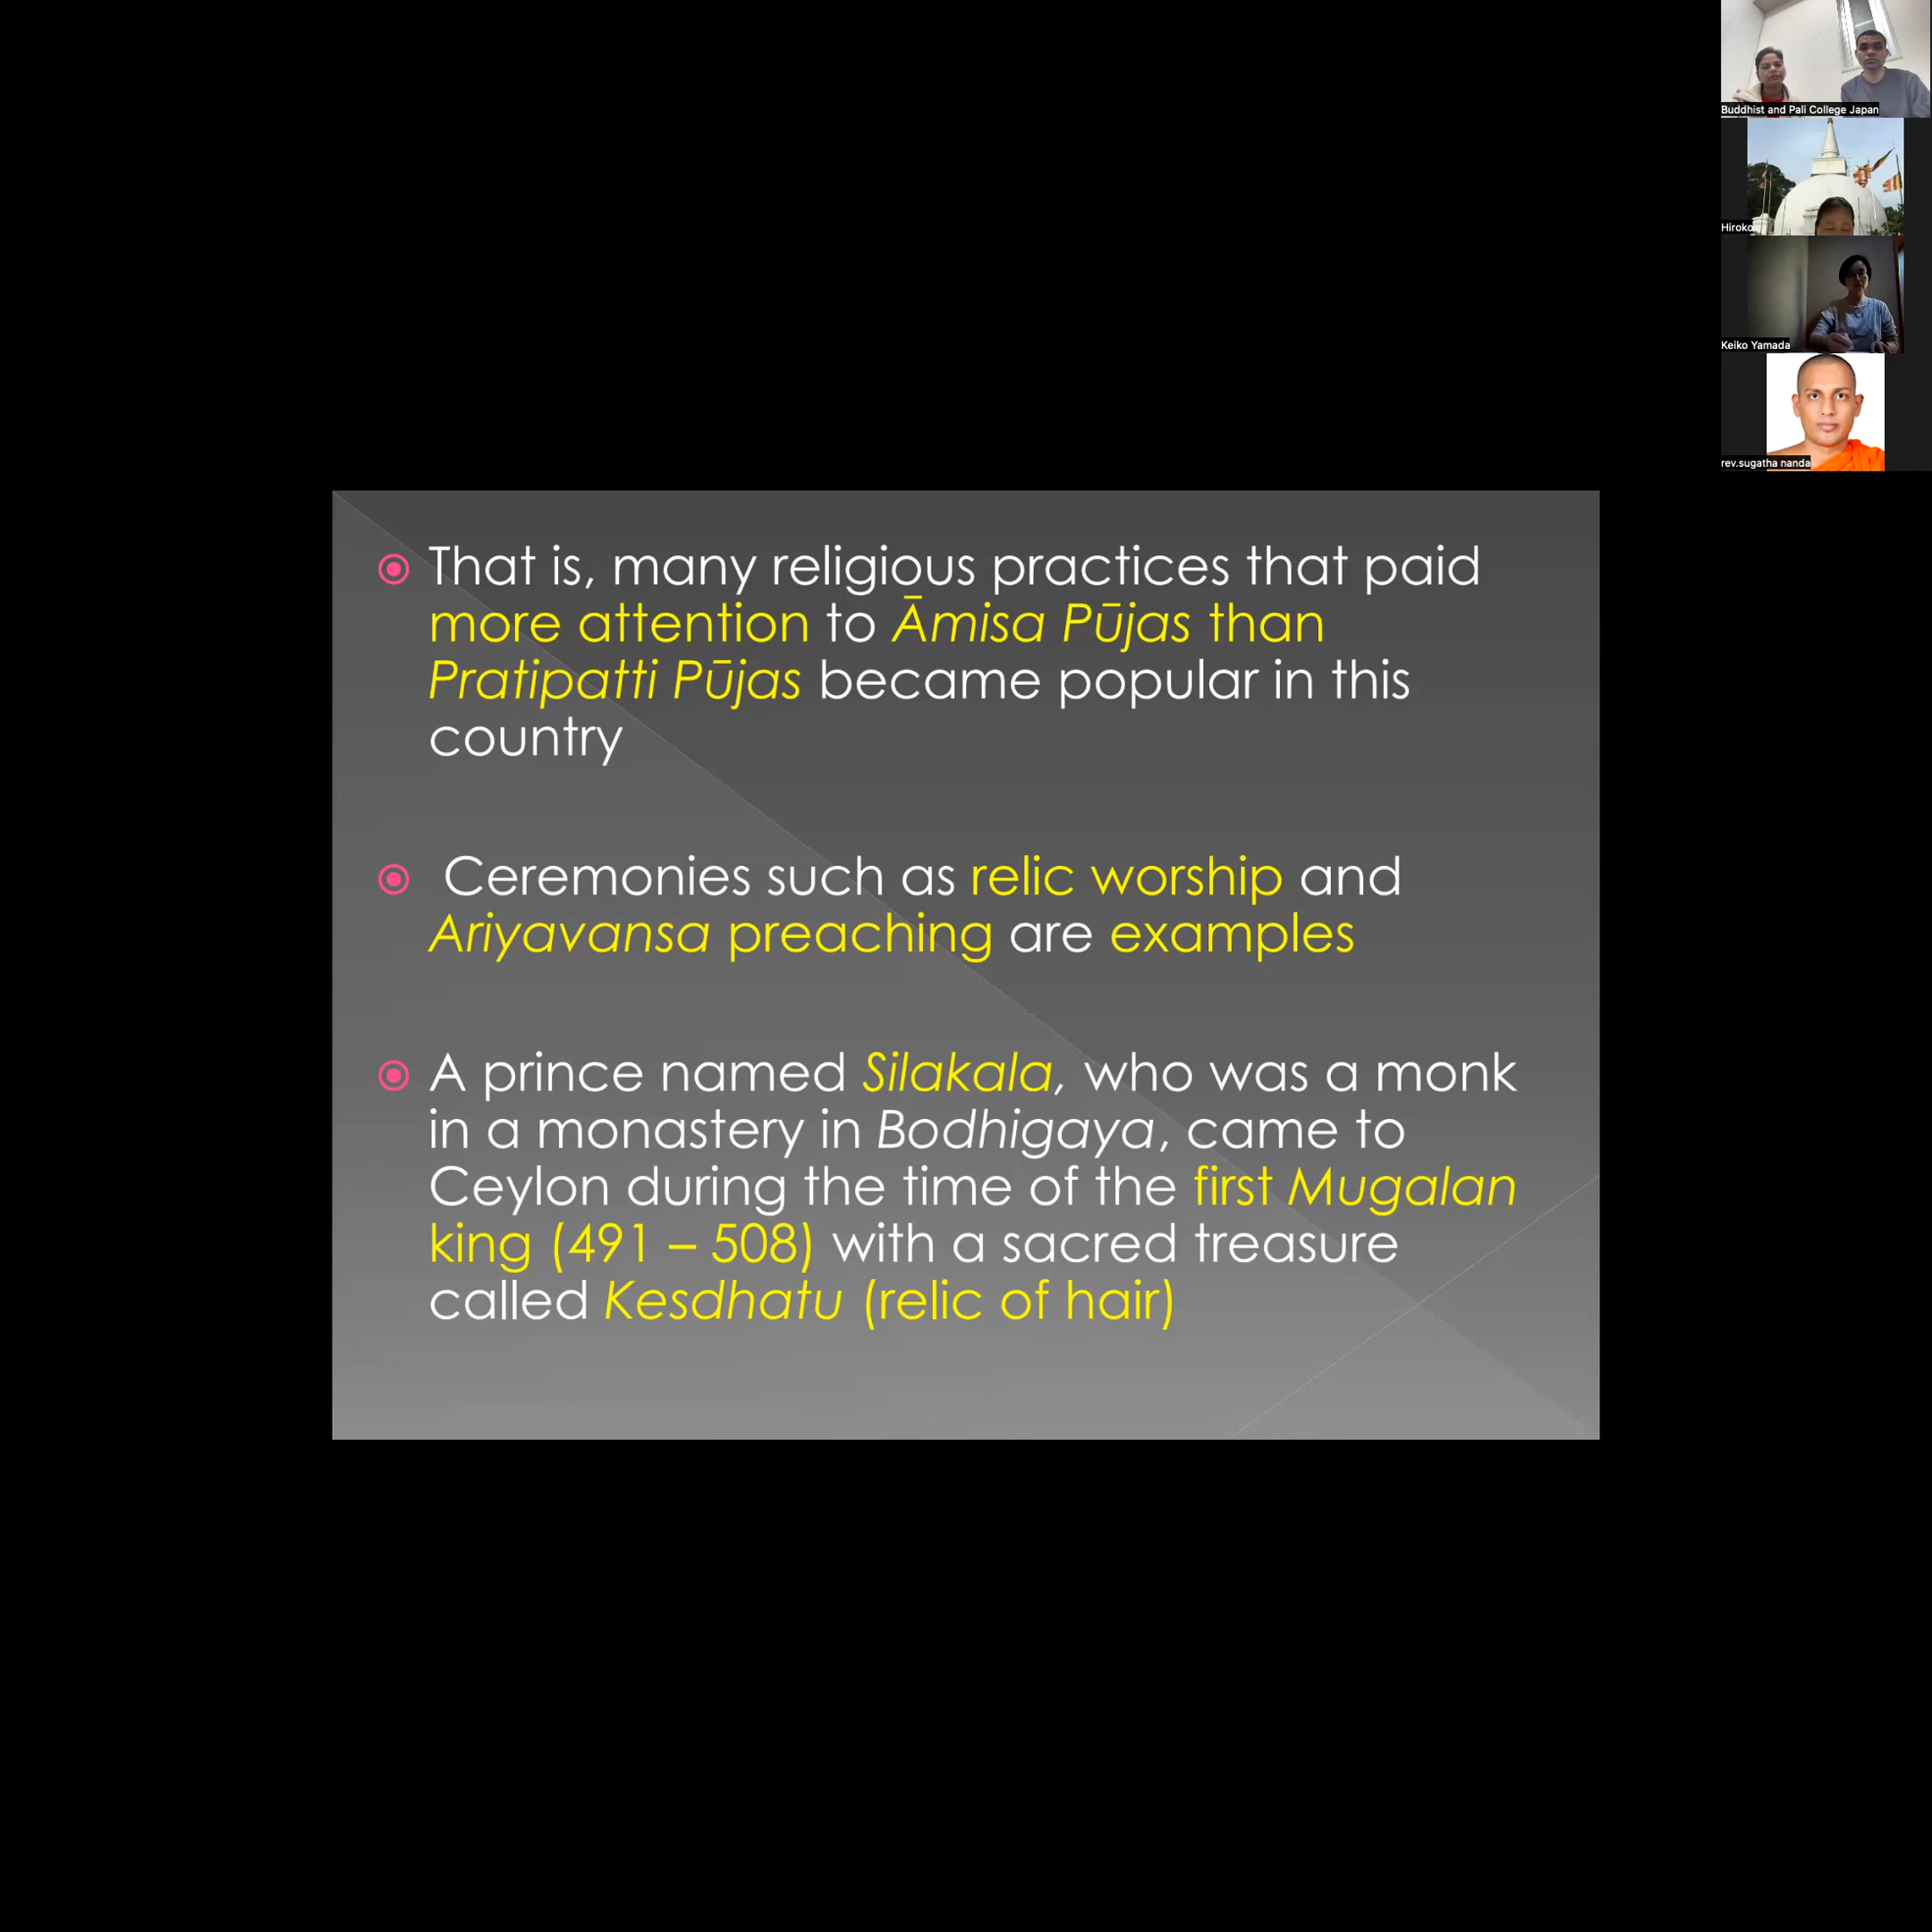 Buddhist and Pali College Japan
Hiroko
Keiko Yamada
rev.sugatha nanda
That is, many religious practices that paid
more attention to Āmisa Pūjas than
Pratipatti Pūjas became popular in this
country
Ceremonies such as relic worship and
Ariyavansa preaching are examples
A prince named Silakala, who was a monk
in a monastery in Bodhigaya, came to
Ceylon during the time of the first Mugalan
king (491 – 508) with a sacred treasure
called Kesdhatu (relic of hair)